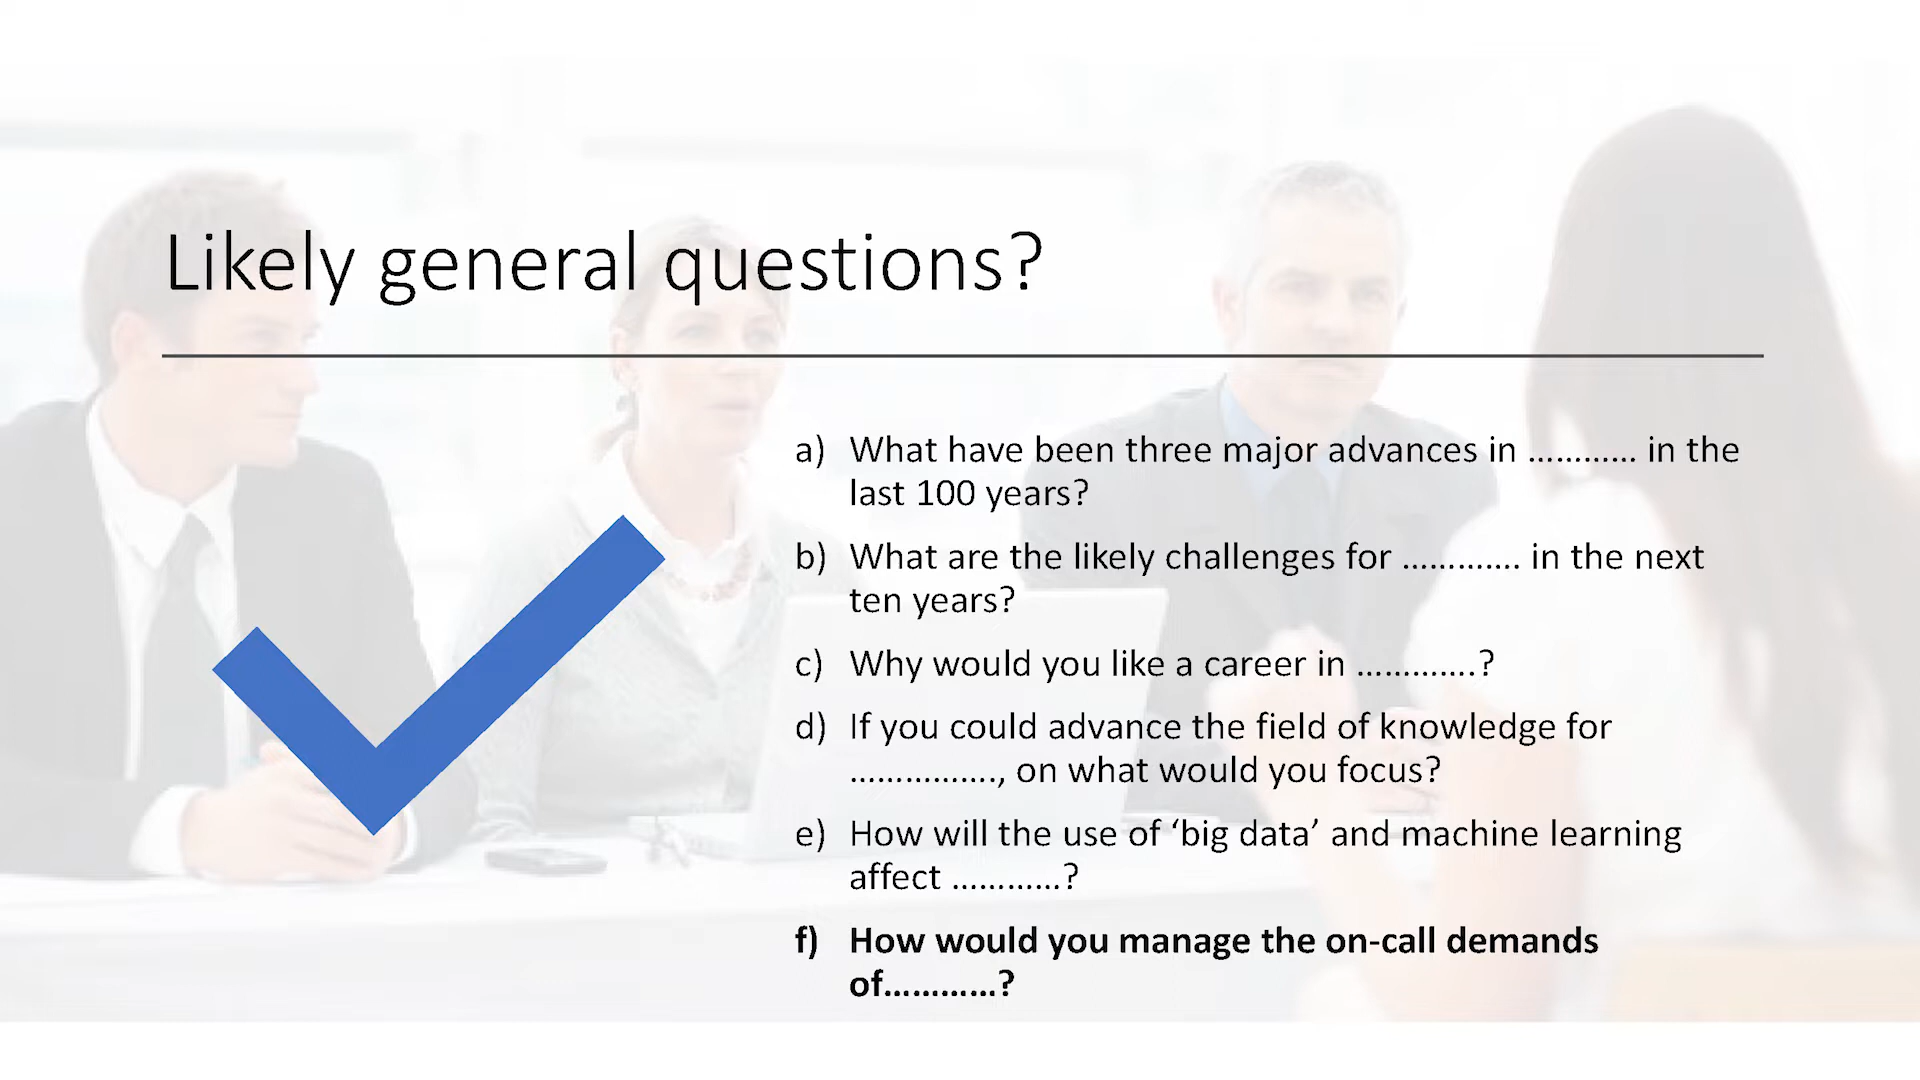 Likely general questions?
a) What have been three major advances in ………… in the
last 100 years?
b) What are the likely challenges for …………. in the next
ten years?
c) Why would you like a career in ………….?
d) If you could advance the field of knowledge for
……………., on what would you focus?
e) How will the use of ‘big data’ and machine learning
affect …………?
f) How would you manage the on-call demands
of…………?